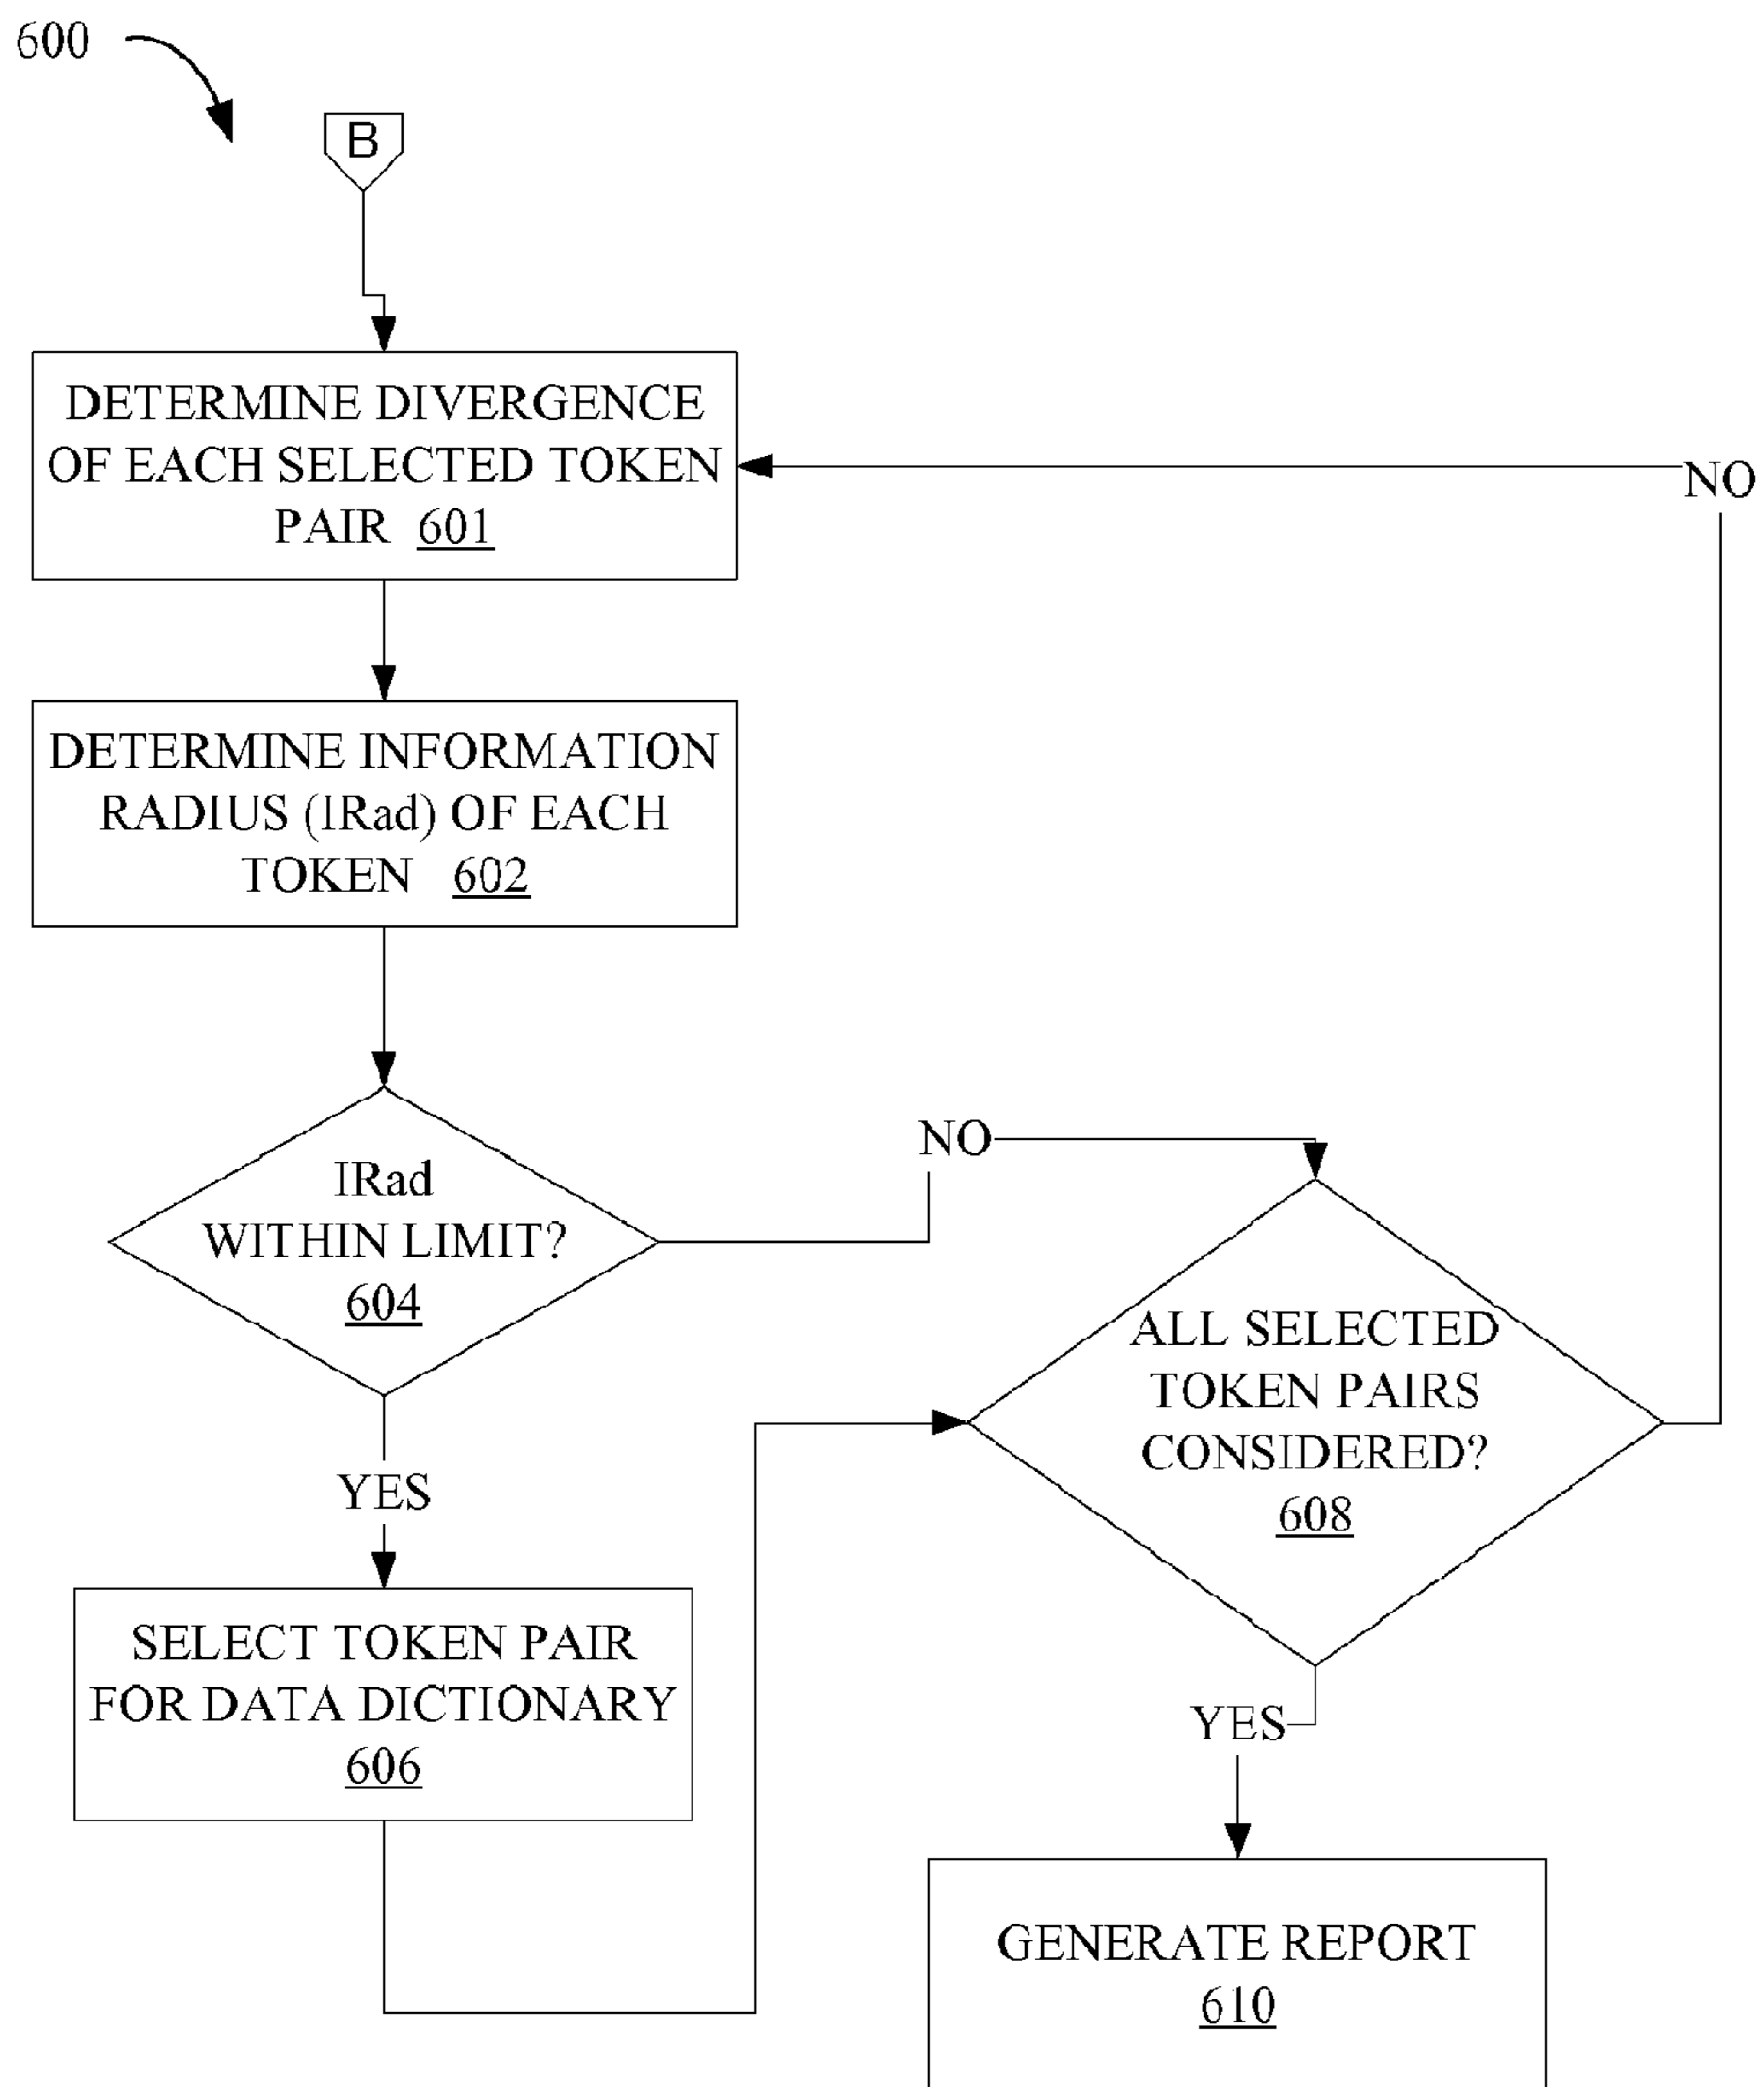 600
B
DETERMINE DIVERGENCE
OF EACH SELECTED TOKEN
PAIR 601
NO
DETERMINE INFORMATION
RADIUS (IRad) OF EACH
TOKEN 602
NO
IRad
WITHIN LIMIT?
604
ALL SELECTED
TOKEN PAIRS
CONSIDERED?
608
YES
SELECT TOKEN PAIR
FOR DATA DICTIONARY
606
YES
GENERATE REPORT
610